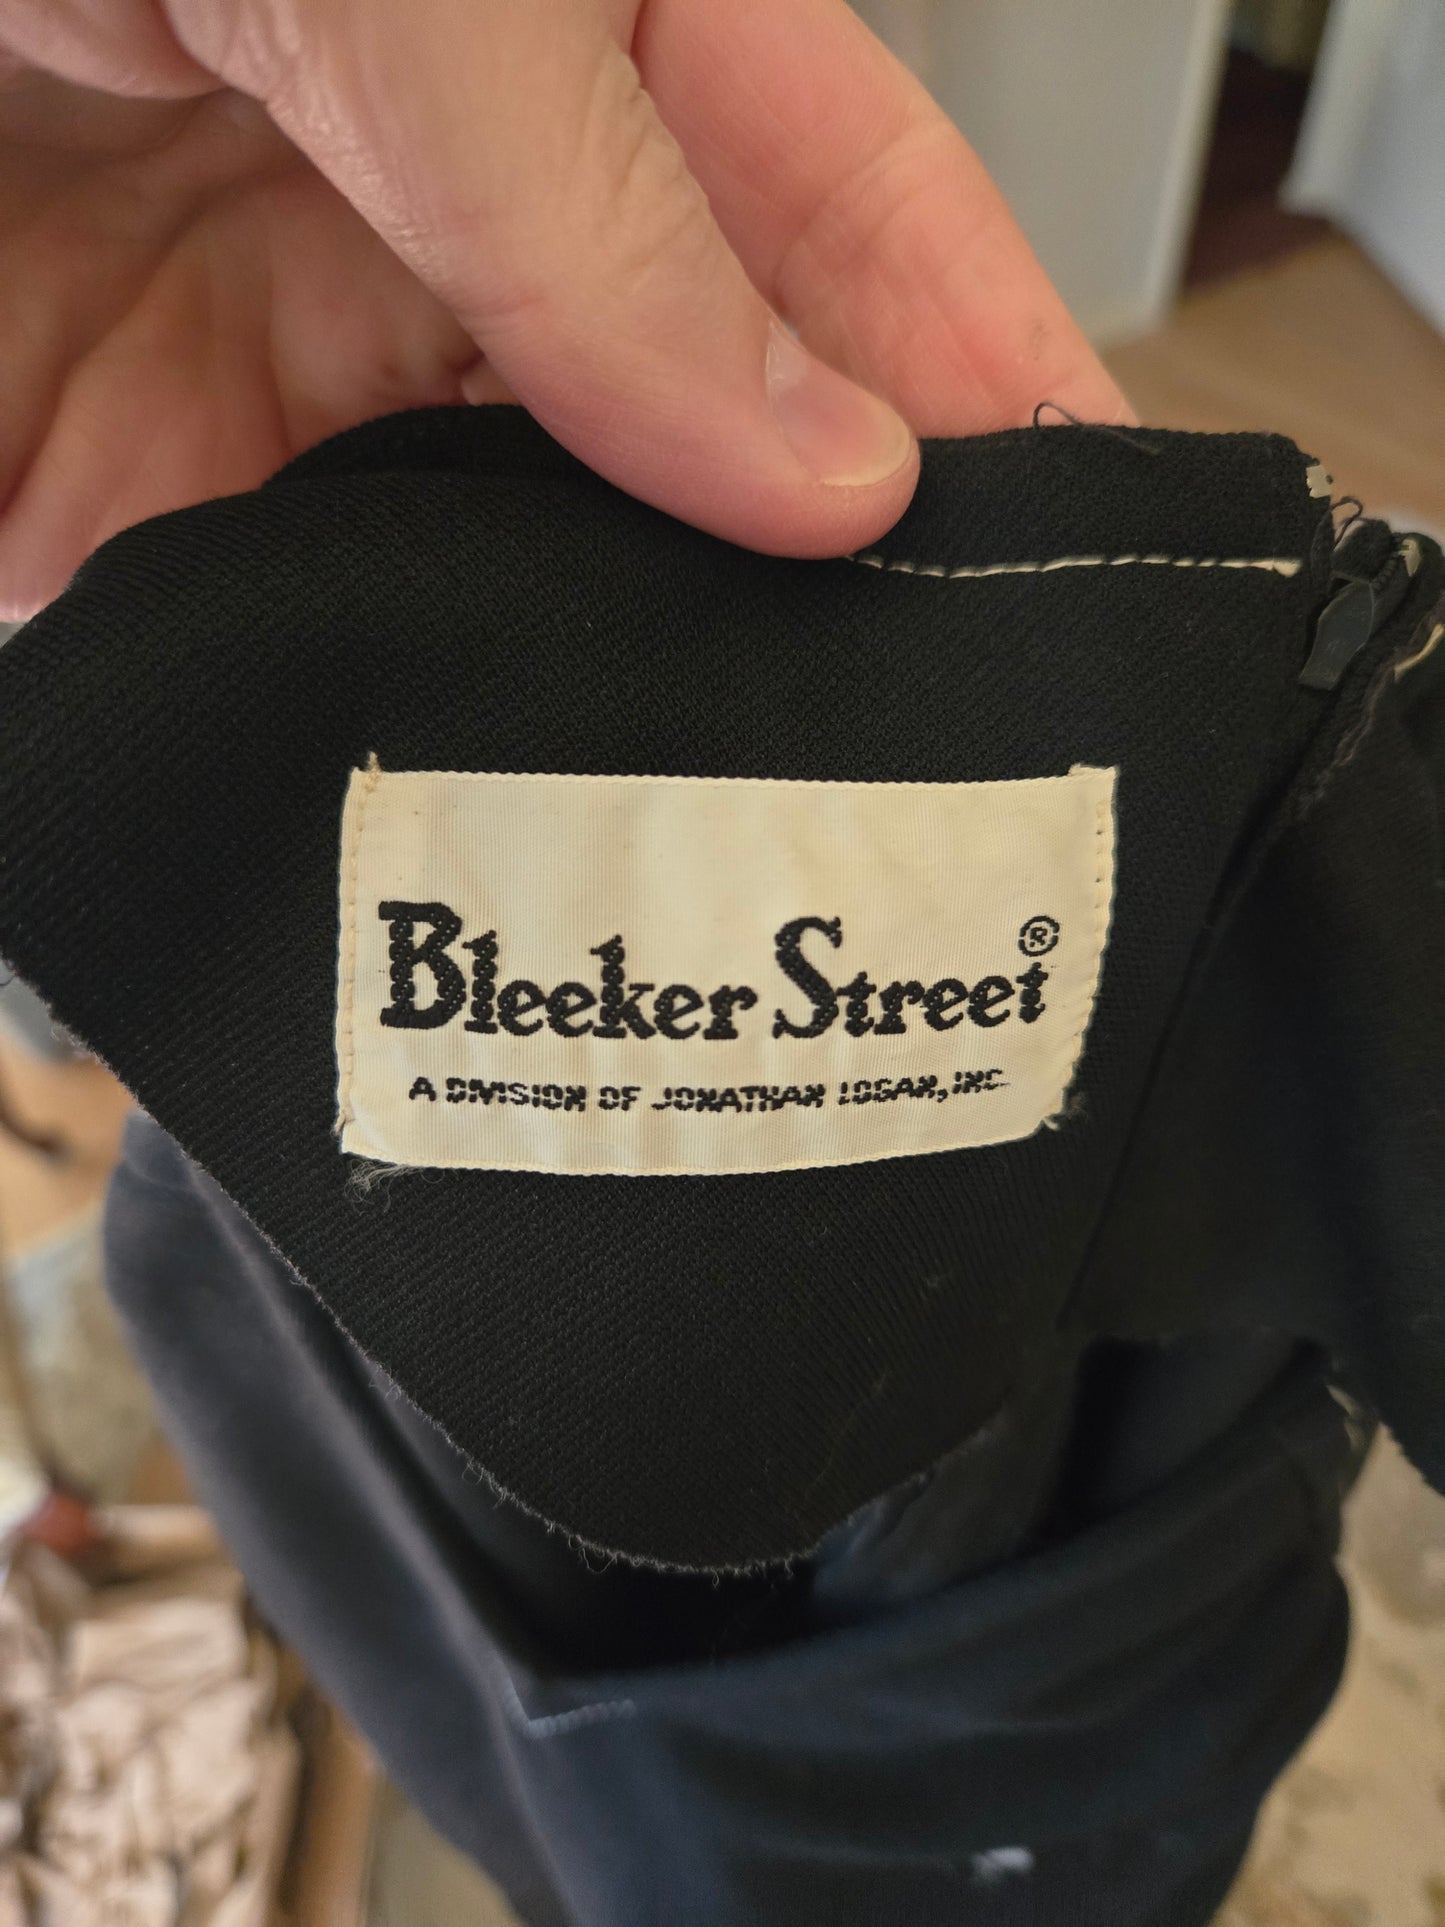 Bleeker Street ®
A DIVISION OF JONATHAN LOGAN, INC.